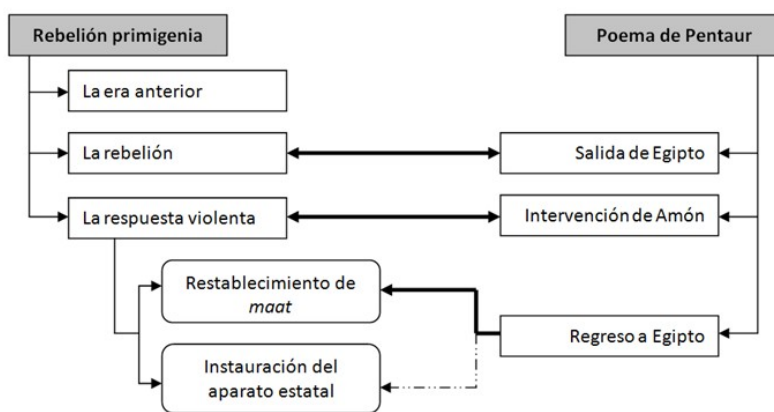 Rebelión primigenia
Poema de Pentaur
La era anterior
La rebelión
Salida de Egipto
La respuesta violenta
Intervención de Amón
Restablecimiento de
maat
Regreso a Egipto
Instauración del
aparato estatal